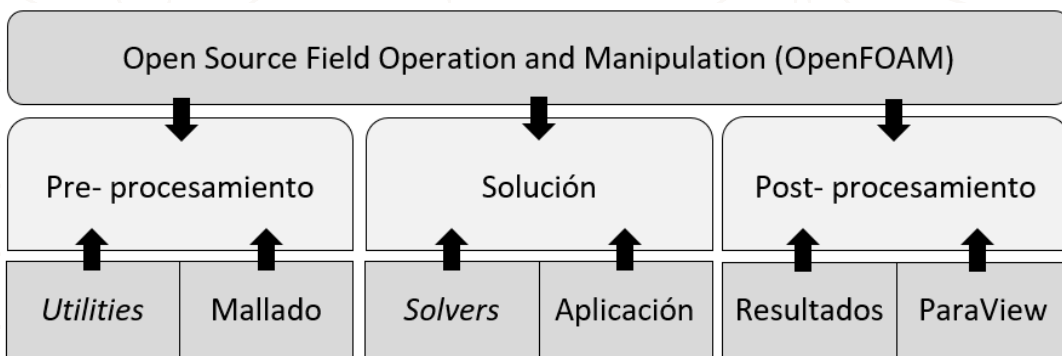 Open Source Field Operation and Manipulation (OpenFOAM)
Pre- procesamiento
Solución
Post- procesamiento
Utilities
Mallado
Solvers
Aplicación
Resultados
ParaView